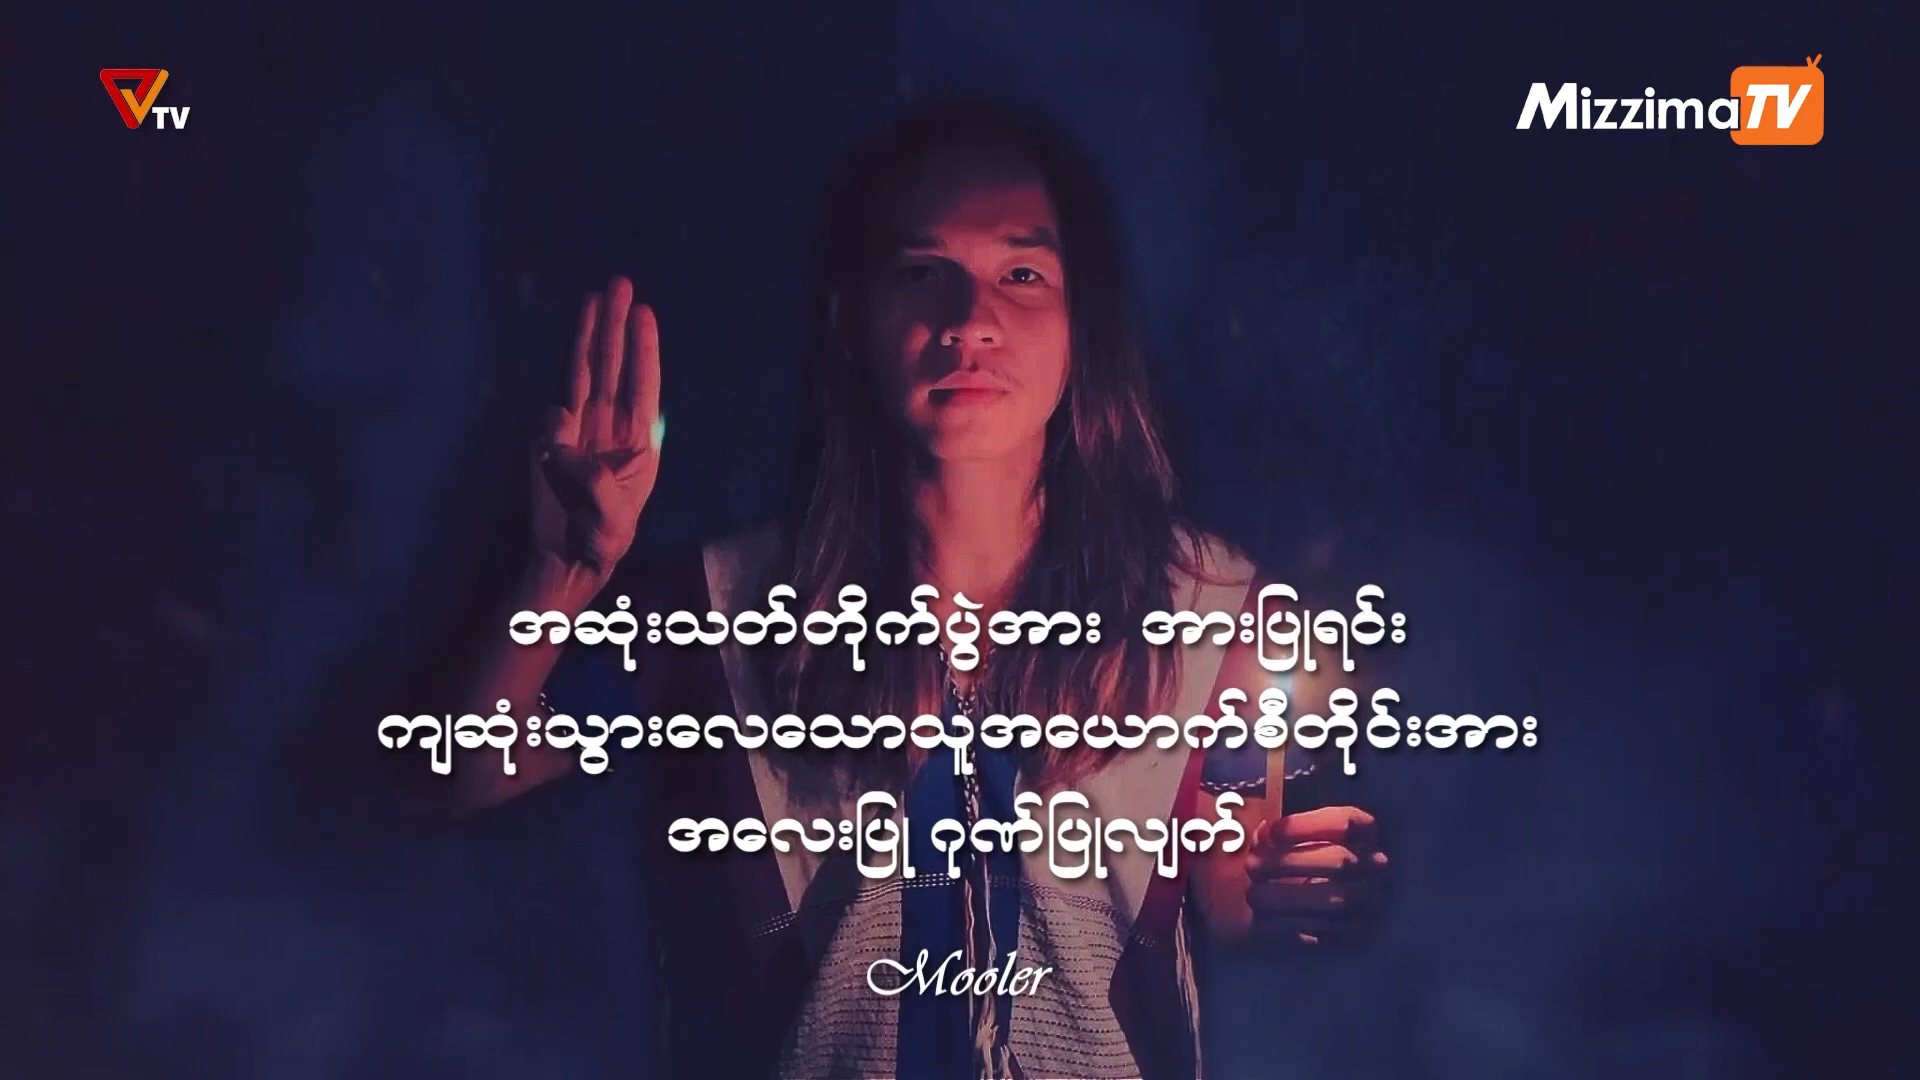 TV
MizzimaTV
အဆုံးသတ်တိုက်ပွဲအား အားပြုရင်း
ကျဆုံးသွားလေသောသူအယောက်စီတိုင်းအား
အလေးပြု ဂုဏ်ပြုလျက်
Mooler